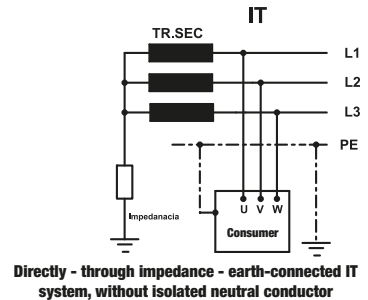 IT
TR.SEC
L1
L2
L3
PE
Impedanacia
U V W
Consumer
Directly - through impedance - earth-connected IT
system, without isolated neutral conductor